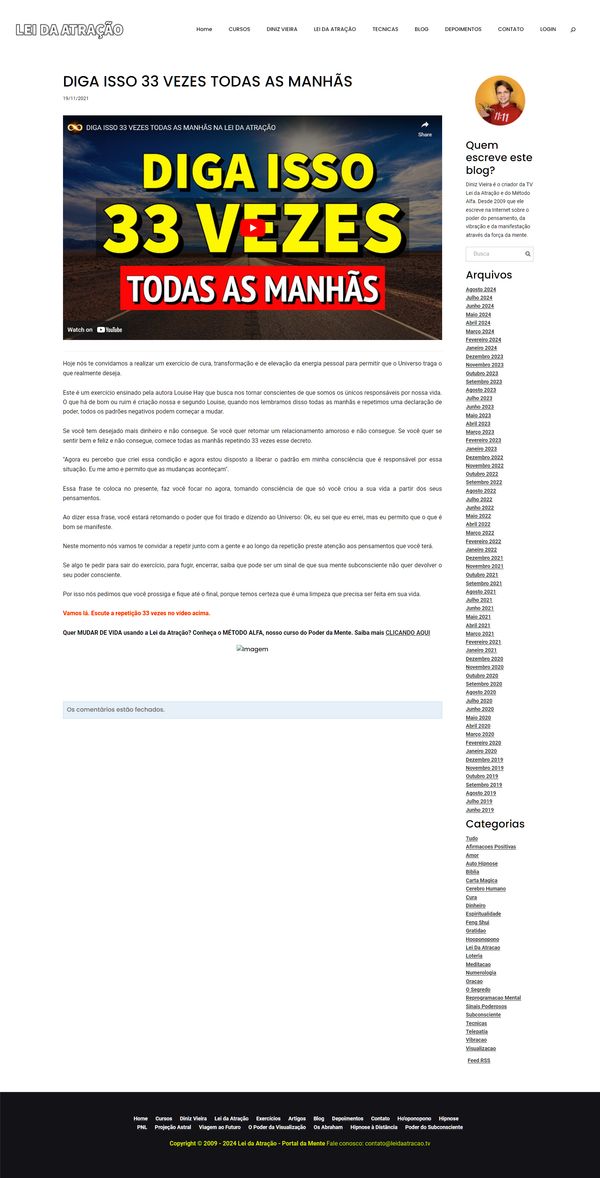 LEI DA ATRAÇÃO
Home CURSOS DINIZ VIEIRA LEI DA ATRAÇÃO TECNICAS BLOG DEPOIMENTOS CONTATO LOGIN
DIGA ISSO 33 VEZES TODAS AS MANHÃS
19/11/2021
DIGA ISSO 33 VEZES TODAS AS MANHÃS NA LEI DA ATRAÇÃO
Share
DIGA ISSO
33 VEZES
TODAS AS MANHÃS
Watch on YouTube
Hoje nós te convidamos a realizar um exercício de cura, transformação e de elevação da energia pessoal para permitir que o Universo traga o
que realmente deseja.
Este é um exercício ensinado pela autora Louise Hay que busca nos tornar conscientes de que somos os únicos responsáveis por nossa vida.
O que há de bom ou ruim é criação nossa e segundo Louise, quando nos lembramos disso todas as manhãs e repetimos uma declaração de
poder, todos os padrões negativos podem começar a mudar.
Se você tem desejado mais dinheiro e não consegue. Se você quer retomar um relacionamento amoroso e não consegue. Se você quer se
sentir bem e feliz e não consegue, comece todas as manhãs repetindo 33 vezes esse decreto.
"Agora eu percebo que criei essa condição e agora estou disposto a liberar o padrão em minha consciência que é responsável por essa
situação. Eu me amo e permito que as mudanças aconteçam".
Essa frase te coloca no presente, faz você focar no agora, tomando consciência de que só você criou a sua vida a partir dos seus
pensamentos.
Ao dizer essa frase, você estará retomando o poder que foi tirado e dizendo ao Universo: Ok, eu sei que eu errei, mas eu permito que o que é
bom se manifeste.
Neste momento nós vamos te convidar a repetir junto com a gente e ao longo da repetição preste atenção aos pensamentos que você terá.
Se algo te pedir para sair do exercício, para fugir, encerrar, saiba que pode ser um sinal de que sua mente subconsciente não quer devolver o
seu poder consciente.
Por isso nós pedimos que você prossiga e fique até o final, porque temos certeza que é uma limpeza que precisa ser feita em sua vida.
Vamos lá. Escute a repetição 33 vezes no vídeo acima.
Quer MUDAR DE VIDA usando a Lei da Atração? Conheça o MÉTODO ALFA, nosso curso do Poder da Mente. Saiba mais CLICANDO AQUI
Imagem
Os comentários estão fechados.
11:11
Quem
escreve este
blog?
Diniz Vieira é o criador da TV
Lei da Atração e do Método
Alfa. Desde 2009 que ele
escreve na Internet sobre o
poder do pensamento, da
vibração e da manifestação
através da força da mente.
Busca
Arquivos
Agosto 2024
Julho 2024
Junho 2024
Maio 2024
Abril 2024
Março 2024
Fevereiro 2024
Janeiro 2024
Dezembro 2023
Novembro 2023
Outubro 2023
Setembro 2023
Agosto 2023
Julho 2023
Junho 2023
Maio 2023
Abril 2023
Março 2023
Fevereiro 2023
Janeiro 2023
Dezembro 2022
Novembro 2022
Outubro 2022
Setembro 2022
Agosto 2022
Julho 2022
Junho 2022
Maio 2022
Abril 2022
Março 2022
Fevereiro 2022
Janeiro 2022
Dezembro 2021
Novembro 2021
Outubro 2021
Setembro 2021
Agosto 2021
Julho 2021
Junho 2021
Maio 2021
Abril 2021
Março 2021
Fevereiro 2021
Janeiro 2021
Dezembro 2020
Novembro 2020
Outubro 2020
Setembro 2020
Agosto 2020
Julho 2020
Junho 2020
Maio 2020
Abril 2020
Março 2020
Fevereiro 2020
Janeiro 2020
Dezembro 2019
Novembro 2019
Outubro 2019
Setembro 2019
Agosto 2019
Julho 2019
Junho 2019
Categorias
Tudo
Afirmacoes Positivas
Amor
Auto Hipnose
Biblia
Carta Magica
Cerebro Humano
Cura
Dinheiro
Espiritualidade
Feng Shui
Gratidao
Hooponopono
Lei Da Atracao
Loteria
Meditacao
Numerologia
Oracao
O Segredo
Reprogramacao Mental
Sinais Poderosos
Subconsciente
Tecnicas
Telepatia
Vibracao
Visualizacao
Feed RSS
Home Cursos Diniz Vieira Lei da Atração Exercícios Artigos Blog Depoimentos Contato Ho'oponopono Hipnose
PNL Projeção Astral Viagem ao Futuro O Poder da Visualização Os Abraham Hipnose à Distância Poder do Subconsciente
Copyright © 2009 - 2024 Lei da Atração - Portal da Mente Fale conosco: contato@leidaatracao.tv